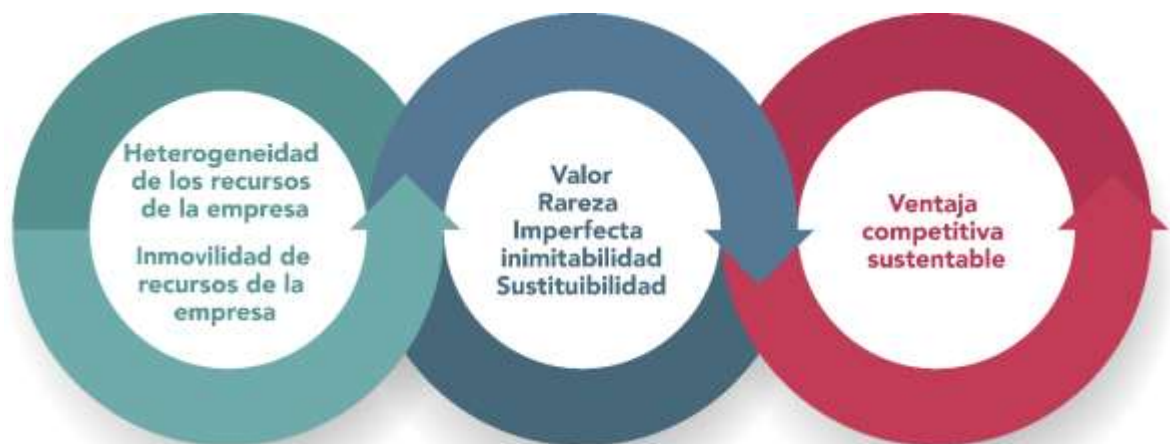 Heterogeneidad
de los recursos
de la empresa
Inmovilidad de
recursos de la
empresa
Valor
Rareza
Imperfecta
inimitabilidad
Sustituibilidad
Ventaja
competitiva
sustentable